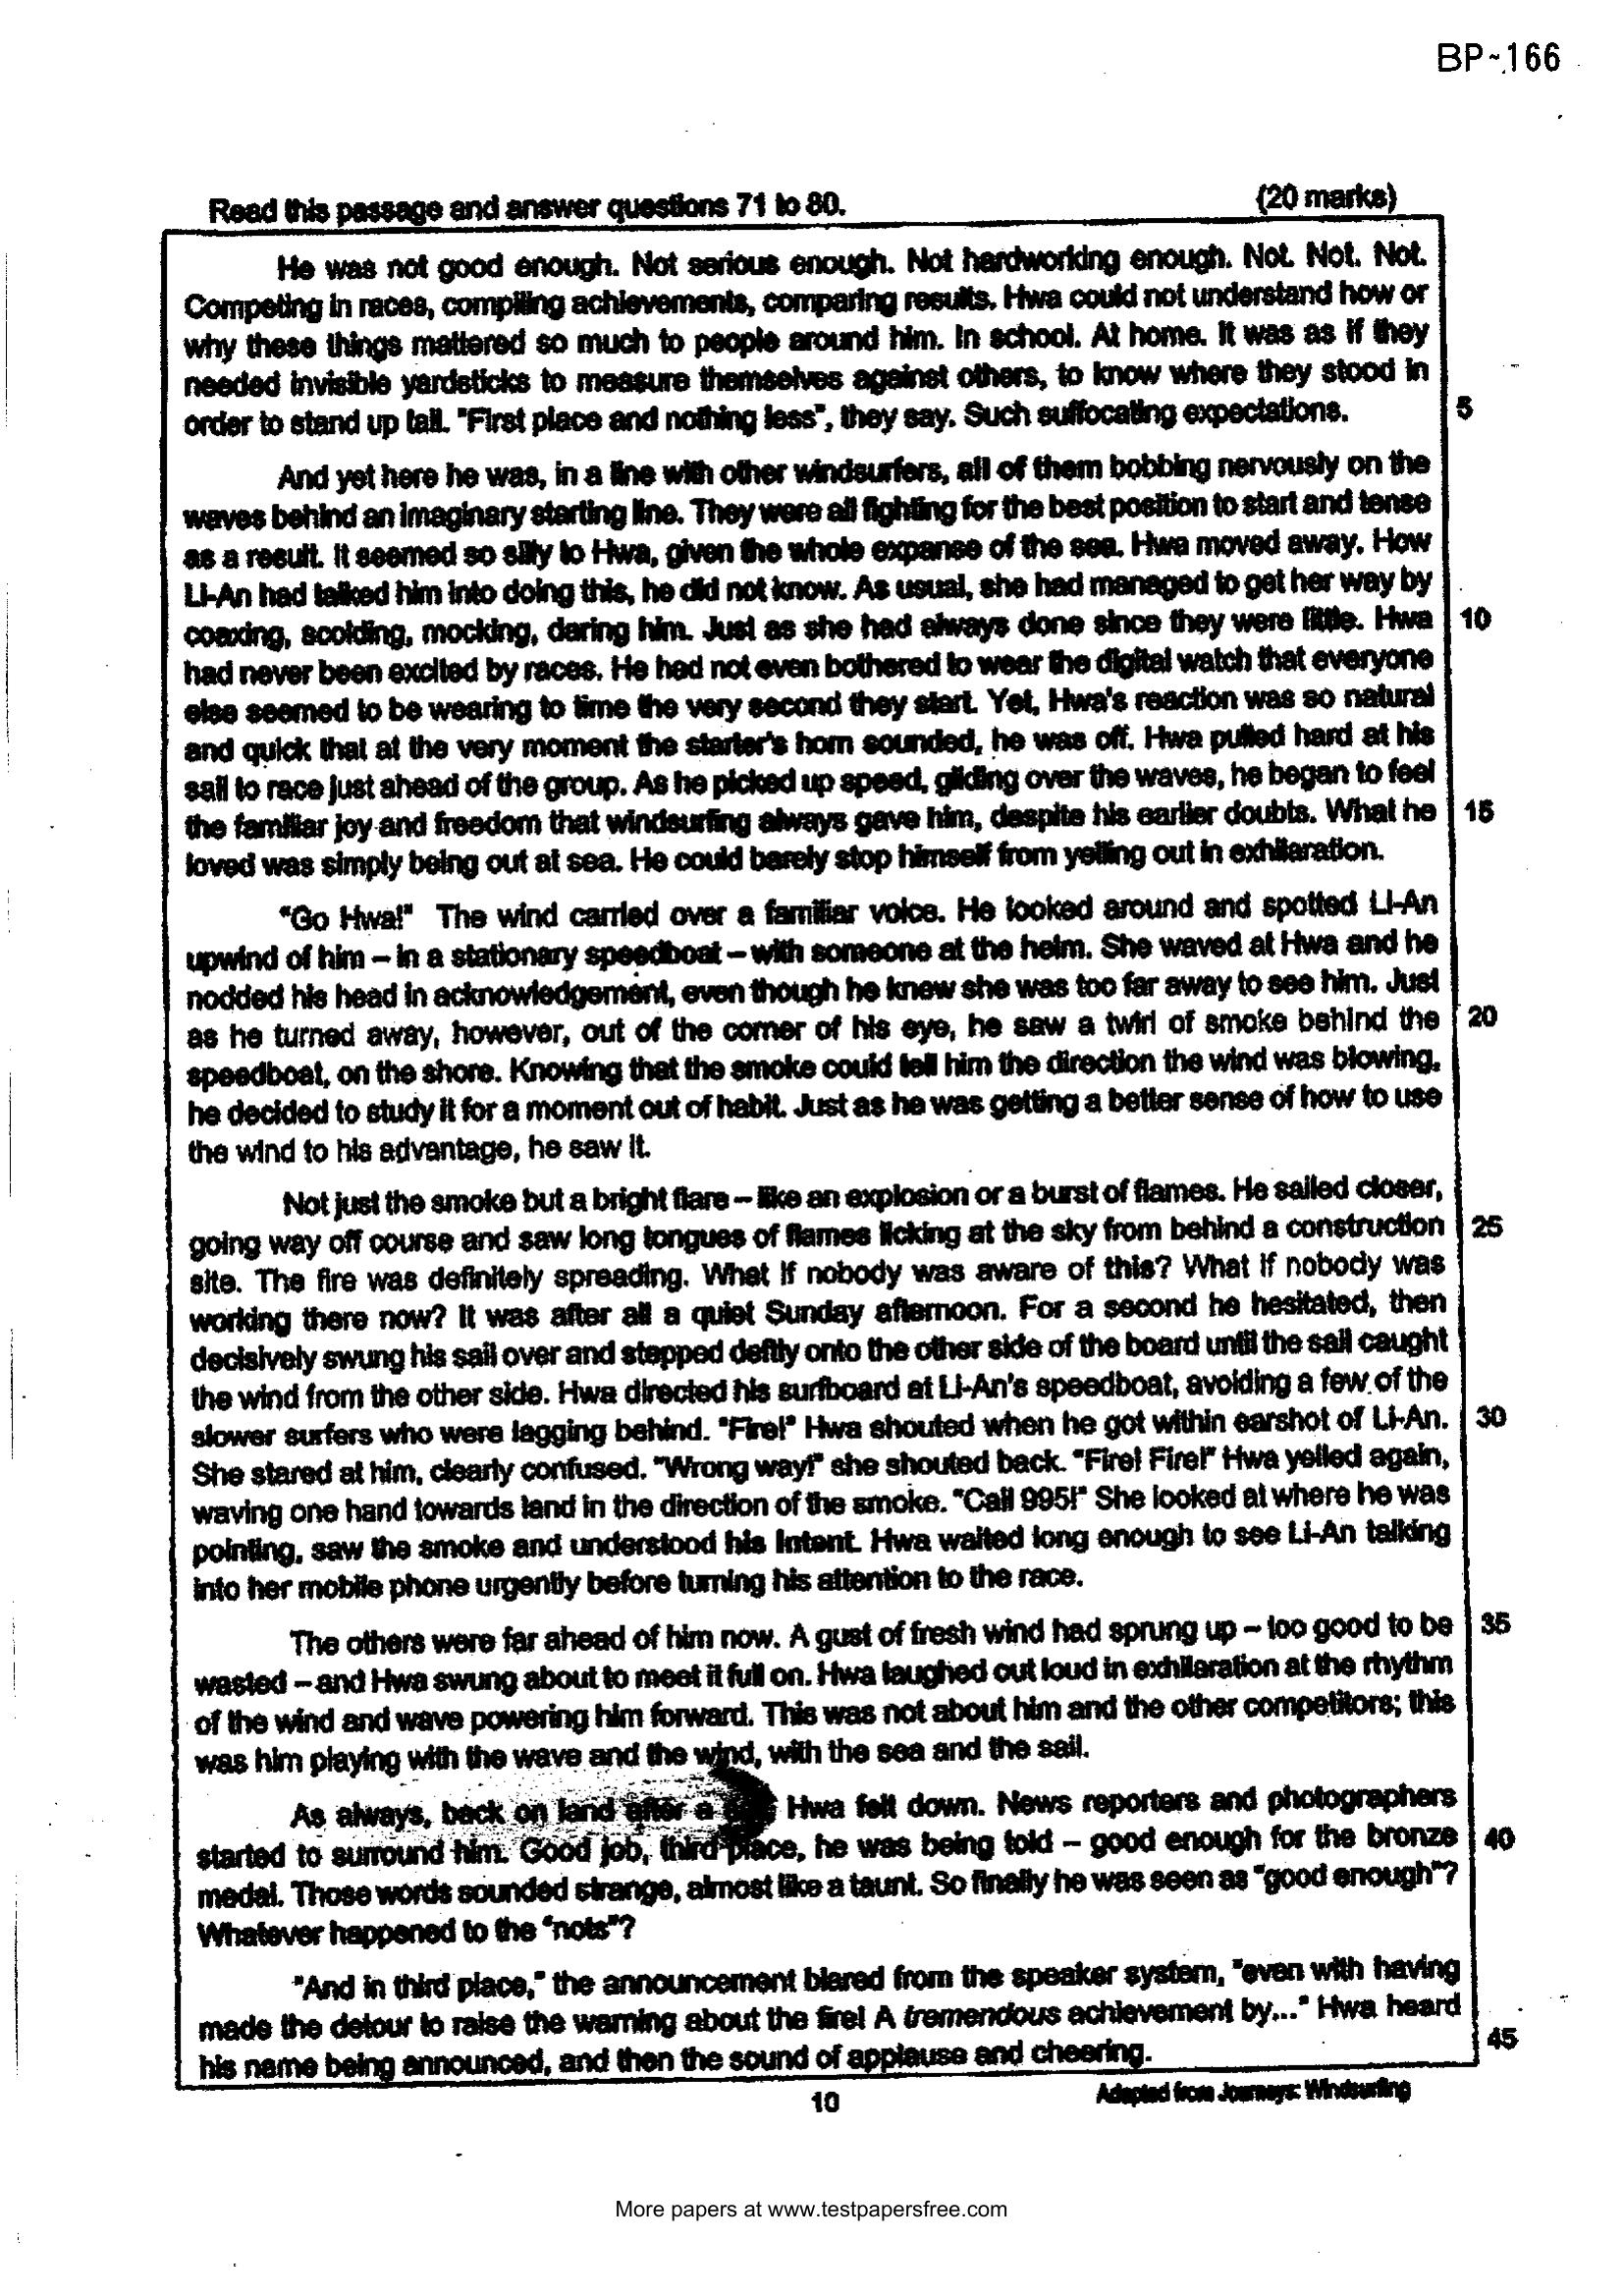 BP-166
Read this passage and answer questions 71 to 80. (20 marks)
He was not good enough. Not serious enough. Not hardworking enough. Not. Not. Not.
Competing in races, compiling achievements, comparing results. Hwa could not understand how or
why these things mattered so much to people around him. In school. At home. It was as if they
needed invisible yardsticks to measure themselves against others, to know where they stood in
order to stand up tall. "First place and nothing less", they say. Such suffocating expectations. 5
And yet here he was, in a line with other windsurfers, all of them bobbing nervously on the
waves behind an imaginary starting line. They were all fighting for the best position to start and tense
as a result. It seemed so silly to Hwa, given the whole expanse of the sea. Hwa moved away. How
Li-An had talked him into doing this, he did not know. As usual, she had managed to get her way by
coaxing, scolding, mocking, daring him. Just as she had always done since they were little. Hwa 10
had never been excited by races. He had not even bothered to wear the digital watch that everyone
else seemed to be wearing to time the very second they start. Yet, Hwa's reaction was so natural
and quick that at the very moment the starter's horn sounded, he was off. Hwa pulled hard at his
sail to race just ahead of the group. As he picked up speed, gliding over the waves, he began to feel
the familiar joy and freedom that windsurfing always gave him, despite his earlier doubts. What he 15
loved was simply being out at sea. He could barely stop himself from yelling out in exhilaration.
"Go Hwa!" The wind carried over a familiar voice. He looked around and spotted Li-An
upwind of him – in a stationary speedboat – with someone at the helm. She waved at Hwa and he
nodded his head in acknowledgement, even though he knew she was too far away to see him. Just
as he turned away, however, out of the corner of his eye, he saw a twirl of smoke behind the 20
speedboat, on the shore. Knowing that the smoke could tell him the direction the wind was blowing,
he decided to study it for a moment out of habit. Just as he was getting a better sense of how to use
the wind to his advantage, he saw it.
Not just the smoke but a bright flare – like an explosion or a burst of flames. He sailed closer,
going way off course and saw long tongues of flames licking at the sky from behind a construction 25
site. The fire was definitely spreading. What if nobody was aware of this? What if nobody was
working there now? It was after all a quiet Sunday afternoon. For a second he hesitated, then
decisively swung his sail over and stepped deftly onto the other side of the board until the sail caught
the wind from the other side. Hwa directed his surfboard at Li-An's speedboat, avoiding a few of the
slower surfers who were lagging behind. "Fire!" Hwa shouted when he got within earshot of Li-An. 30
She stared at him, clearly confused. "Wrong way!" she shouted back. "Fire! Fire!" Hwa yelled again,
waving one hand towards land in the direction of the smoke. "Call 995!" She looked at where he was
pointing, saw the smoke and understood his intent. Hwa waited long enough to see Li-An talking
into her mobile phone urgently before turning his attention to the race.
The others were far ahead of him now. A gust of fresh wind had sprung up – too good to be 35
wasted – and Hwa swung about to meet it full on. Hwa laughed out loud in exhilaration at the rhythm
of the wind and wave powering him forward. This was not about him and the other competitors; this
was him playing with the wave and the wind, with the sea and the sail.
As always, back on land after a Hwa felt down. News reporters and photographers
started to surround him. Good job, third place, he was being told – good enough for the bronze 40
medal. Those words sounded strange, almost like a taunt. So finally he was seen as "good enough"?
Whatever happened to the "nots"?
"And in third place," the announcement blared from the speaker system, "even with having
made the detour to raise the warning about the fire! A tremendous achievement by..." Hwa heard
his name being announced, and then the sound of applause and cheering. 45
10
Adapted from Journeys: Windsurfing
More papers at www.testpapersfree.com